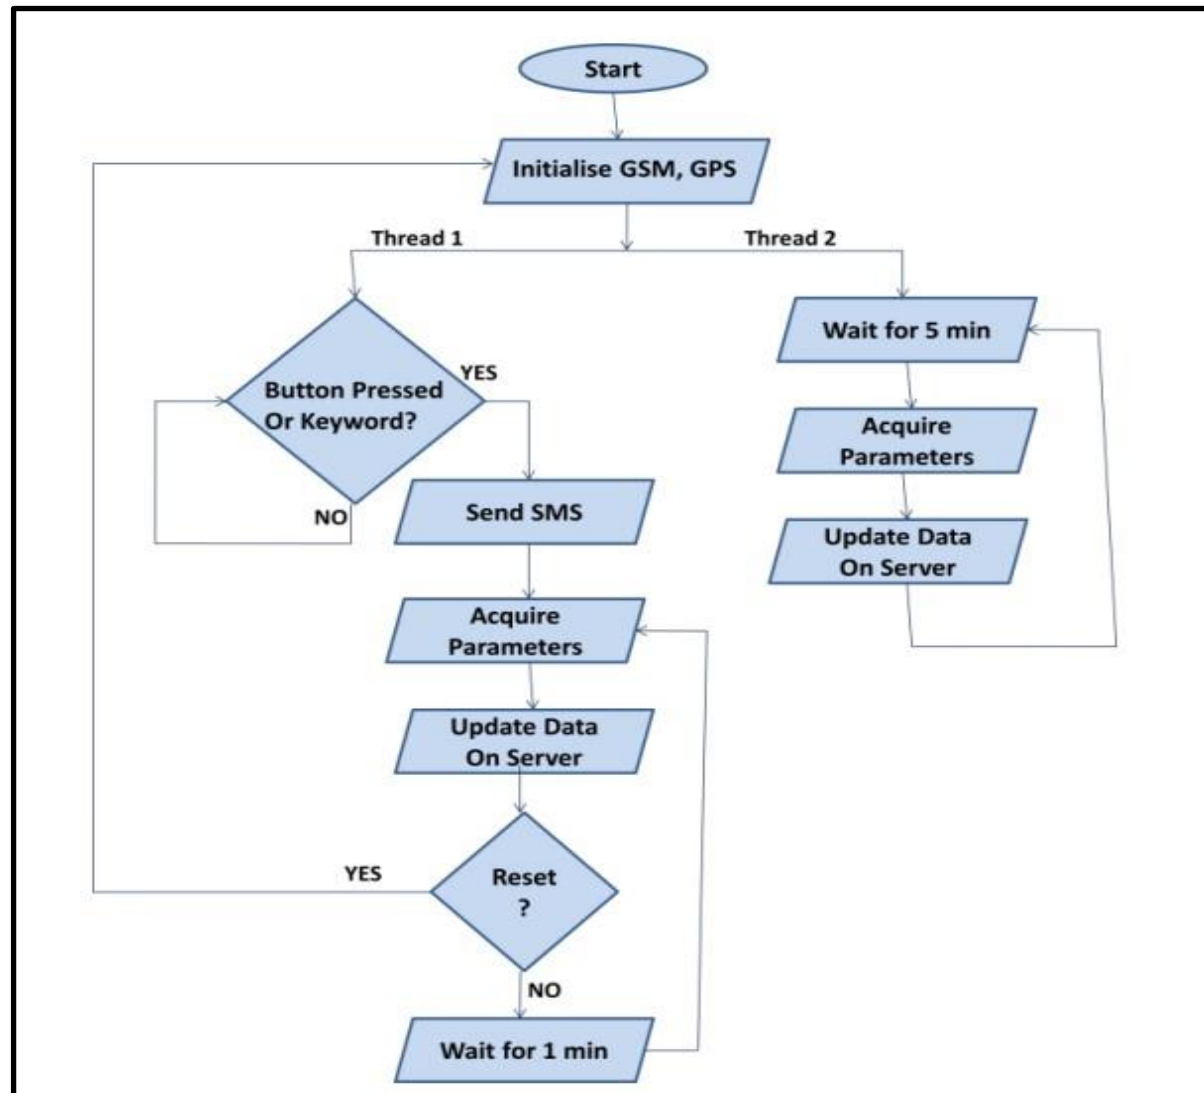 Start
Initialise GSM, GPS
Thread 1
Thread 2
Wait for 5 min
YES
Button Pressed
Or Keyword?
NO
Acquire
Parameters
Send SMS
Update Data
On Server
Acquire
Parameters
Update Data
On Server
YES
Reset
?
NO
Wait for 1 min